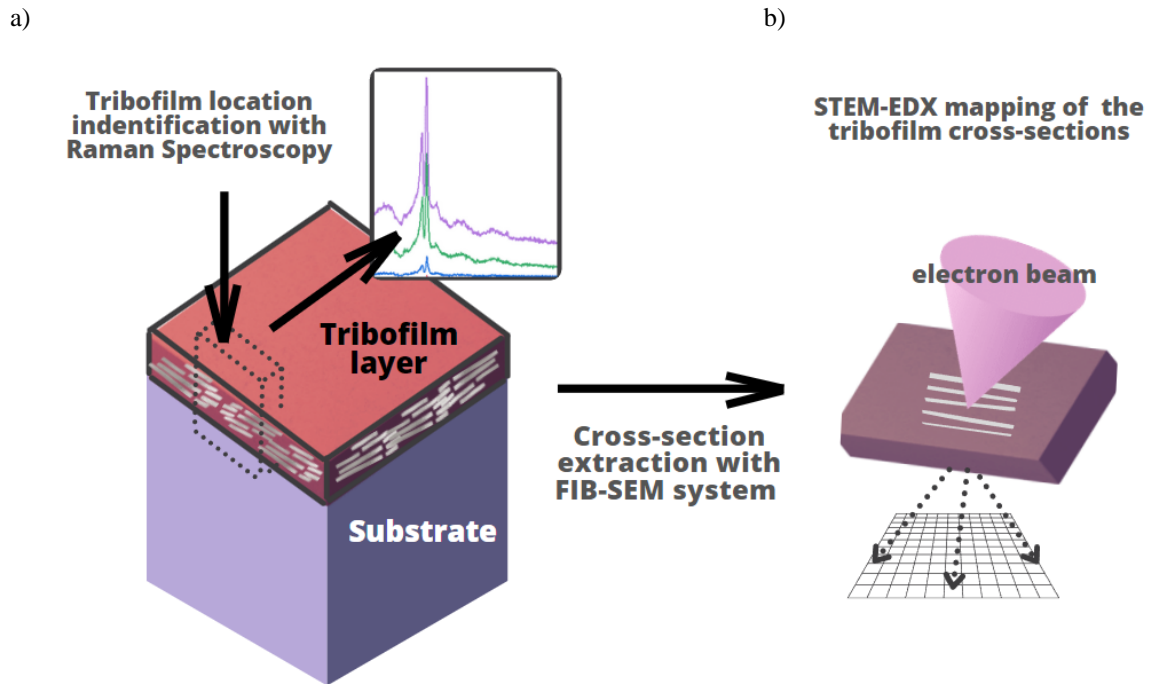 a)
b)
Tribofilm location
indentification with
Raman Spectroscopy
STEM-EDX mapping of the
tribofilm cross-sections
electron beam
Tribofilm
layer
Cross-section
extraction with
FIB-SEM system
Substrate